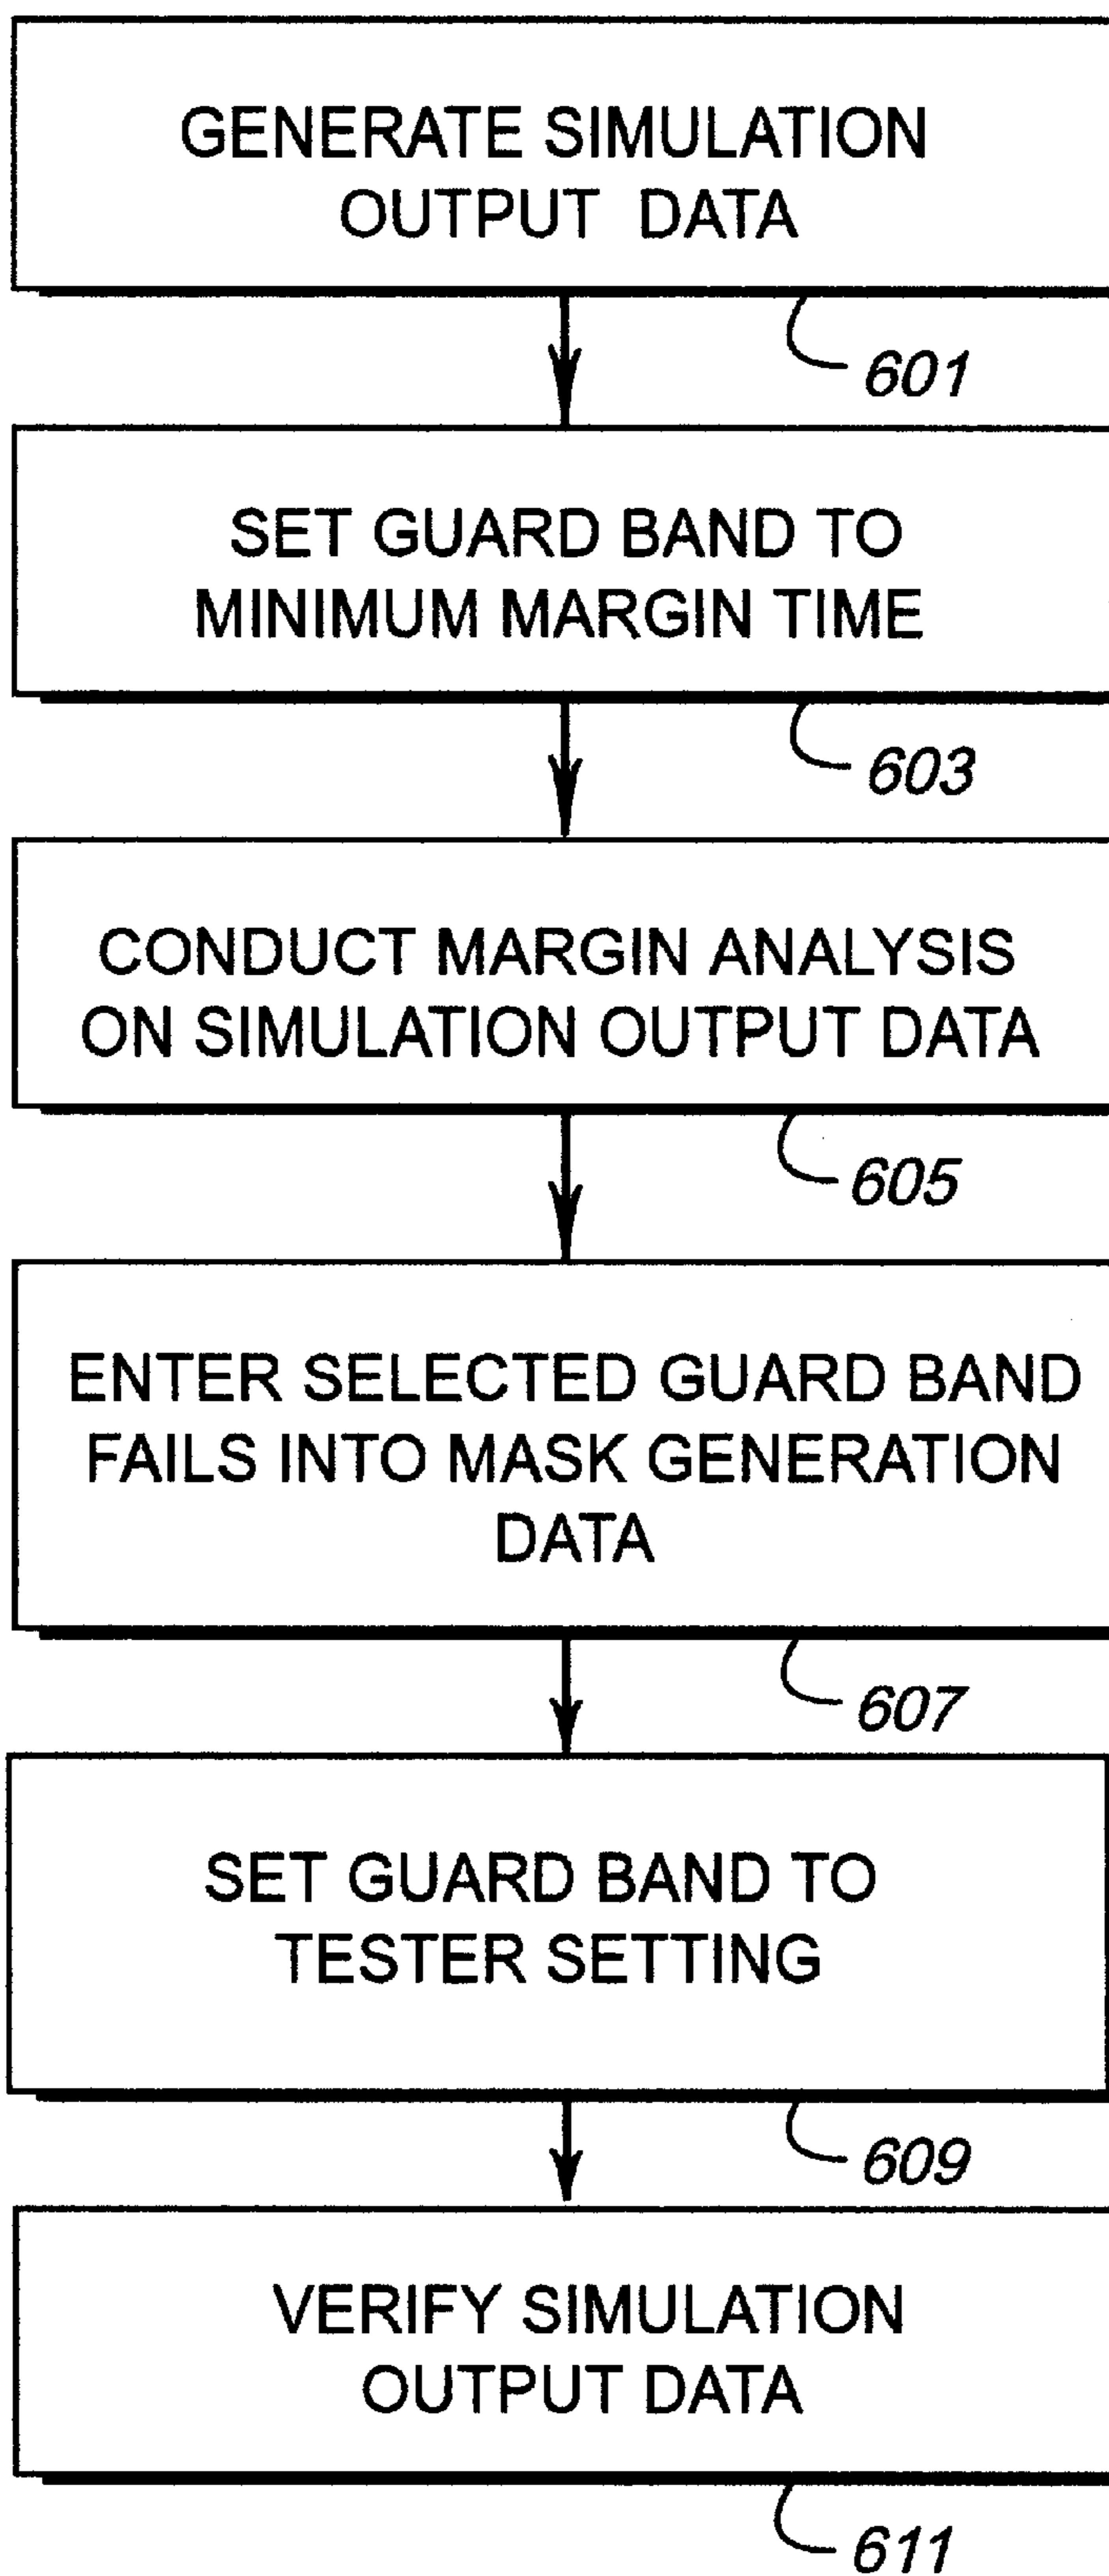 GENERATE SIMULATION
OUTPUT DATA
601
SET GUARD BAND TO
MINIMUM MARGIN TIME
603
CONDUCT MARGIN ANALYSIS
ON SIMULATION OUTPUT DATA
605
ENTER SELECTED GUARD BAND
FAILS INTO MASK GENERATION
DATA
607
SET GUARD BAND TO
TESTER SETTING
609
VERIFY SIMULATION
OUTPUT DATA
611